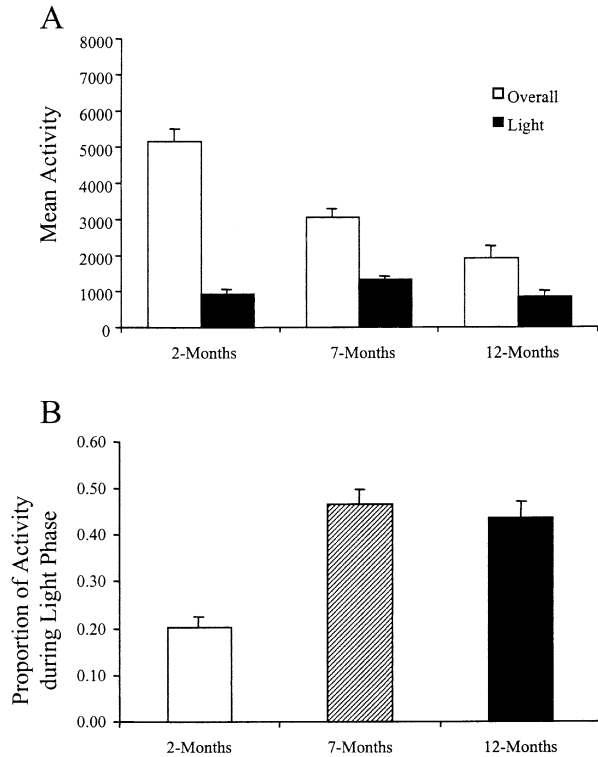 A
8000
7000
6000
5000
4000
3000
2000
1000
0
Mean Activity
Overall
Light
2-Months
7-Months
12-Months
B
0.60
0.50
0.40
0.30
0.20
0.10
0.00
Proportion of Activity
during Light Phase
2-Months
7-Months
12-Months